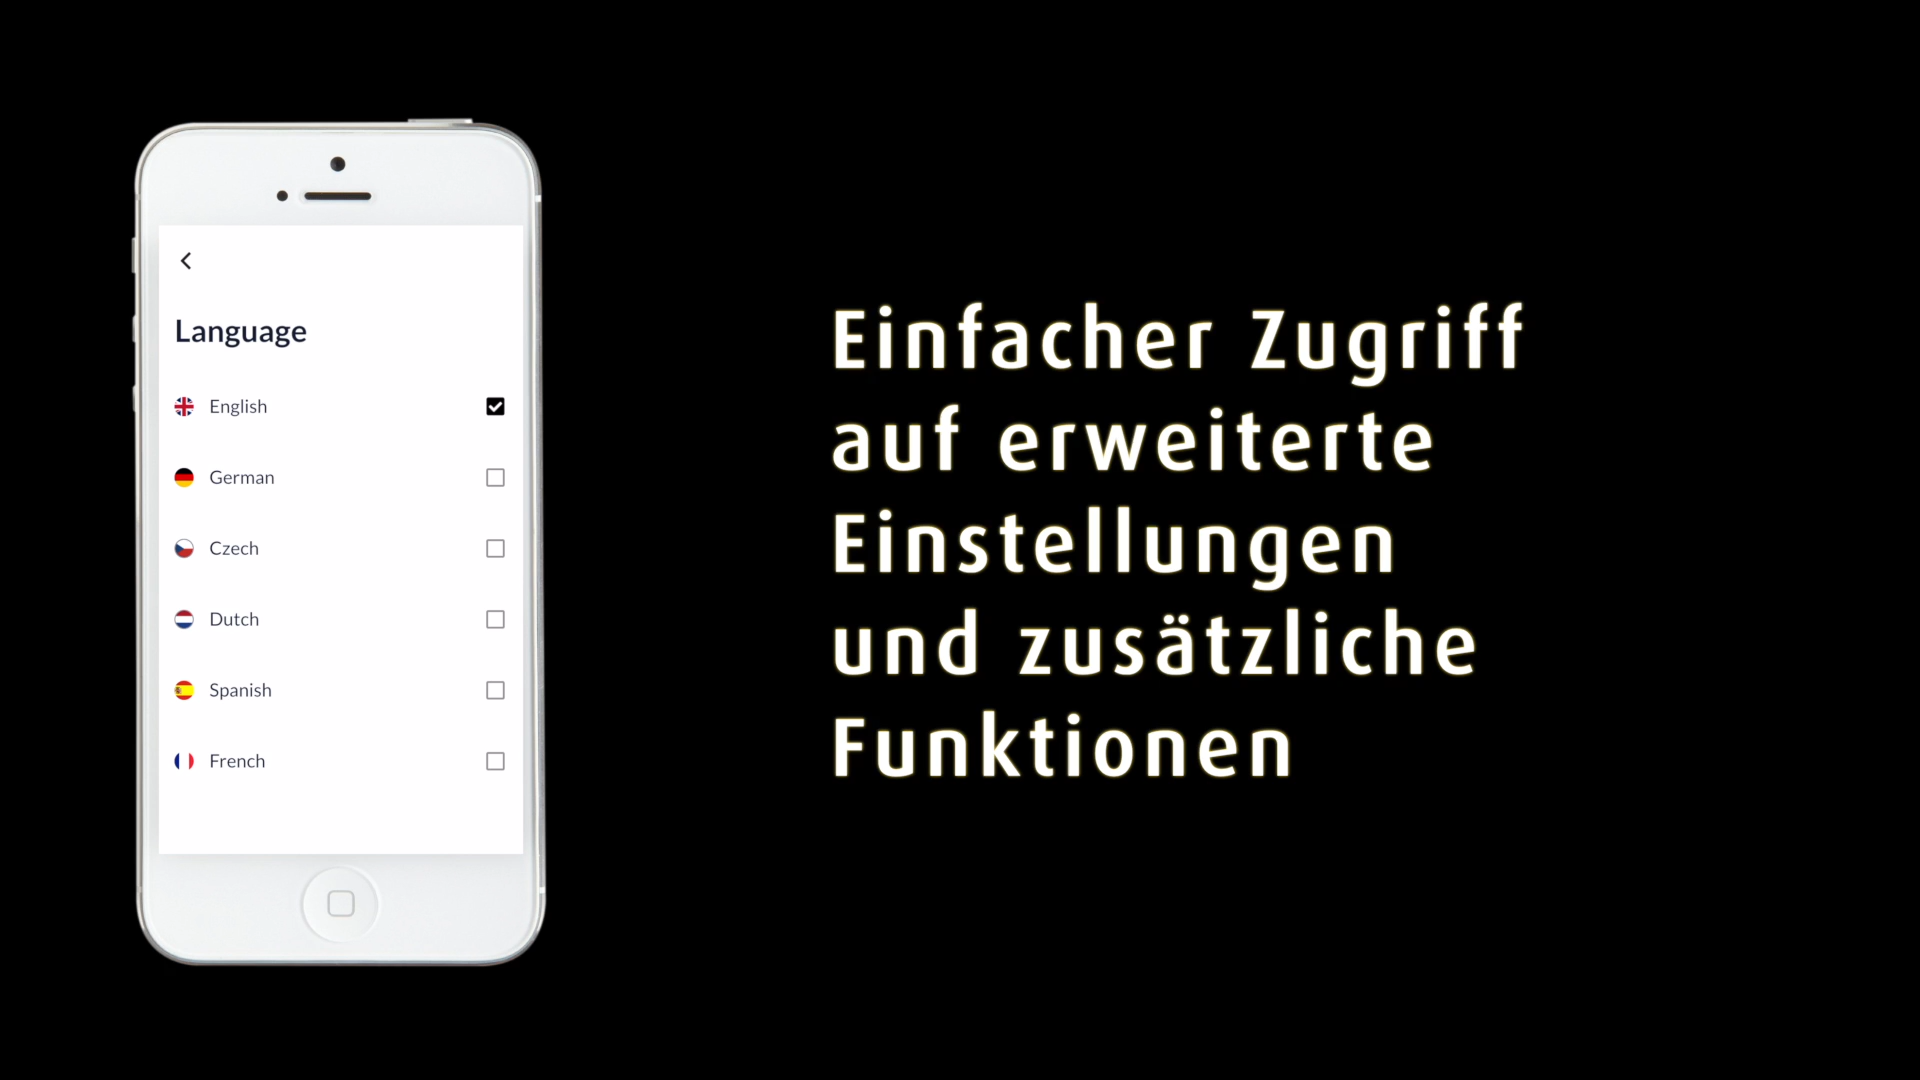 Language
English
German
Czech
Dutch
Spanish
French
Einfacher Zugriff
auf erweiterte
Einstellungen
und zusätzliche
Funktionen